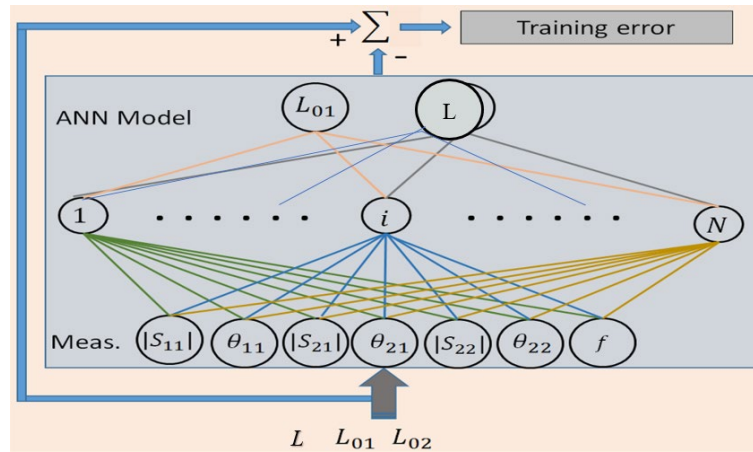 + ∑ Training error
−
ANN Model L₀₁ L
1 . . . . . . i . . . . . . N
Meas. |S₁₁| θ₁₁ |S₂₁| θ₂₁ |S₂₂| θ₂₂ f
L L₀₁ L₀₂